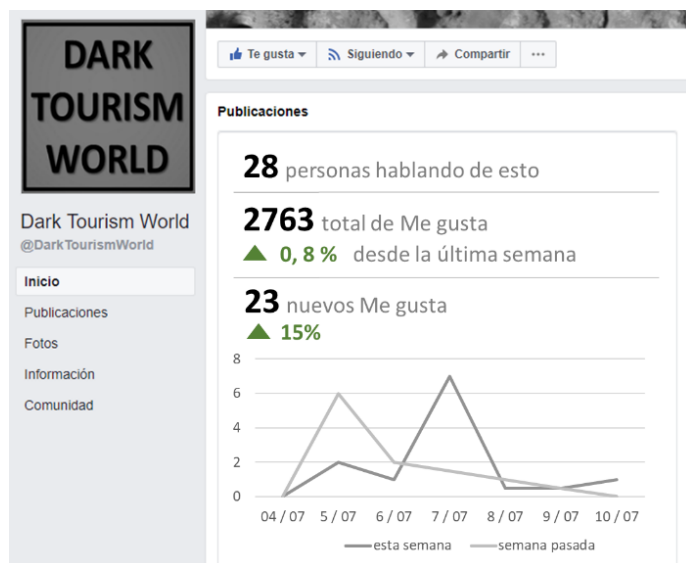 DARK
TOURISM
WORLD
Dark Tourism World
@DarkTourismWorld
Inicio
Publicaciones
Fotos
Información
Comunidad
Te gusta Siguiendo Compartir ...
Publicaciones
28 personas hablando de esto
2763 total de Me gusta
0, 8 % desde la última semana
23 nuevos Me gusta
15%
8
6
4
2
0
04 / 07 5 / 07 6 / 07 7 / 07 8 / 07 9 / 07 10 / 07
esta semana semana pasada